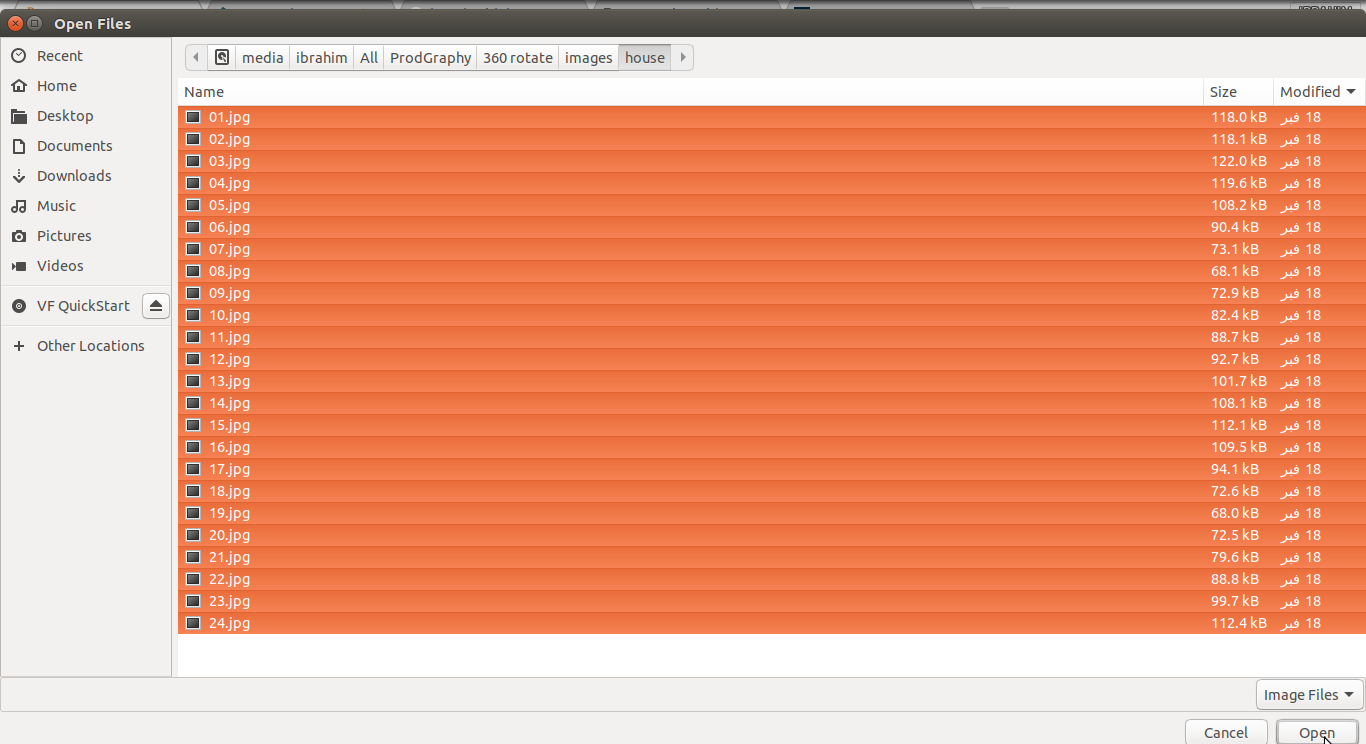 Open Files
Recent
Home
Desktop
Documents
Downloads
Music
Pictures
Videos
VF QuickStart
Other Locations
media ibrahim All ProdGraphy 360 rotate images house
Name Size Modified
01.jpg 118.0 kB 18 فبر
02.jpg 118.1 kB 18 فبر
03.jpg 122.0 kB 18 فبر
04.jpg 119.6 kB 18 فبر
05.jpg 108.2 kB 18 فبر
06.jpg 90.4 kB 18 فبر
07.jpg 73.1 kB 18 فبر
08.jpg 68.1 kB 18 فبر
09.jpg 72.9 kB 18 فبر
10.jpg 82.4 kB 18 فبر
11.jpg 88.7 kB 18 فبر
12.jpg 92.7 kB 18 فبر
13.jpg 101.7 kB 18 فبر
14.jpg 108.1 kB 18 فبر
15.jpg 112.1 kB 18 فبر
16.jpg 109.5 kB 18 فبر
17.jpg 94.1 kB 18 فبر
18.jpg 72.6 kB 18 فبر
19.jpg 68.0 kB 18 فبر
20.jpg 72.5 kB 18 فبر
21.jpg 79.6 kB 18 فبر
22.jpg 88.8 kB 18 فبر
23.jpg 99.7 kB 18 فبر
24.jpg 112.4 kB 18 فبر
Image Files
Cancel Open